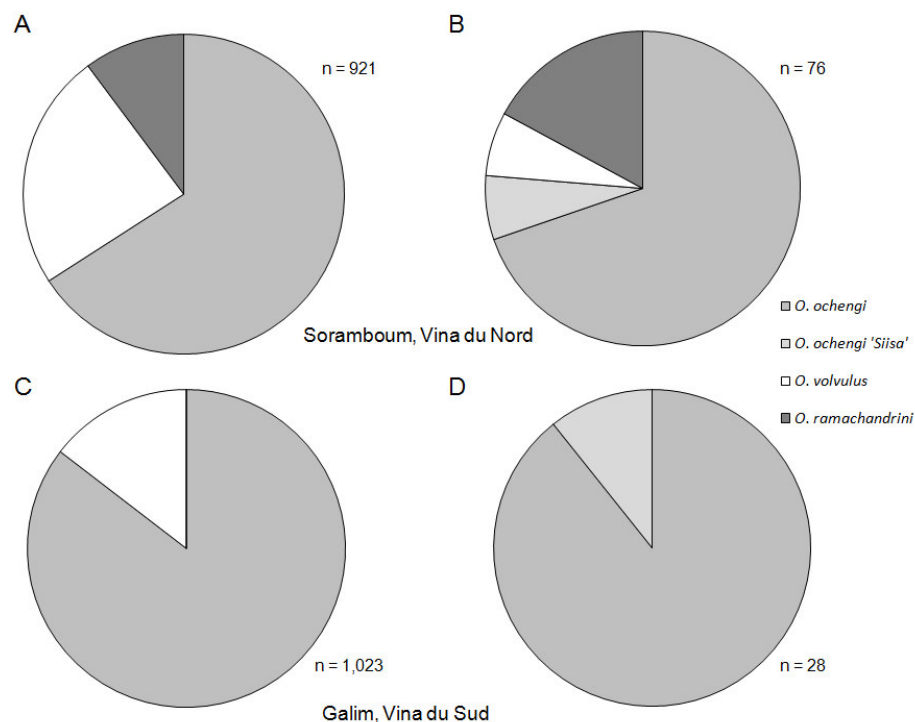 A
B
n = 921
n = 76
Soramboum, Vina du Nord
O. ochengi
O. ochengi 'Siisa'
O. volvulus
O. ramachandrini
C
D
n = 1,023
n = 28
Galim, Vina du Sud